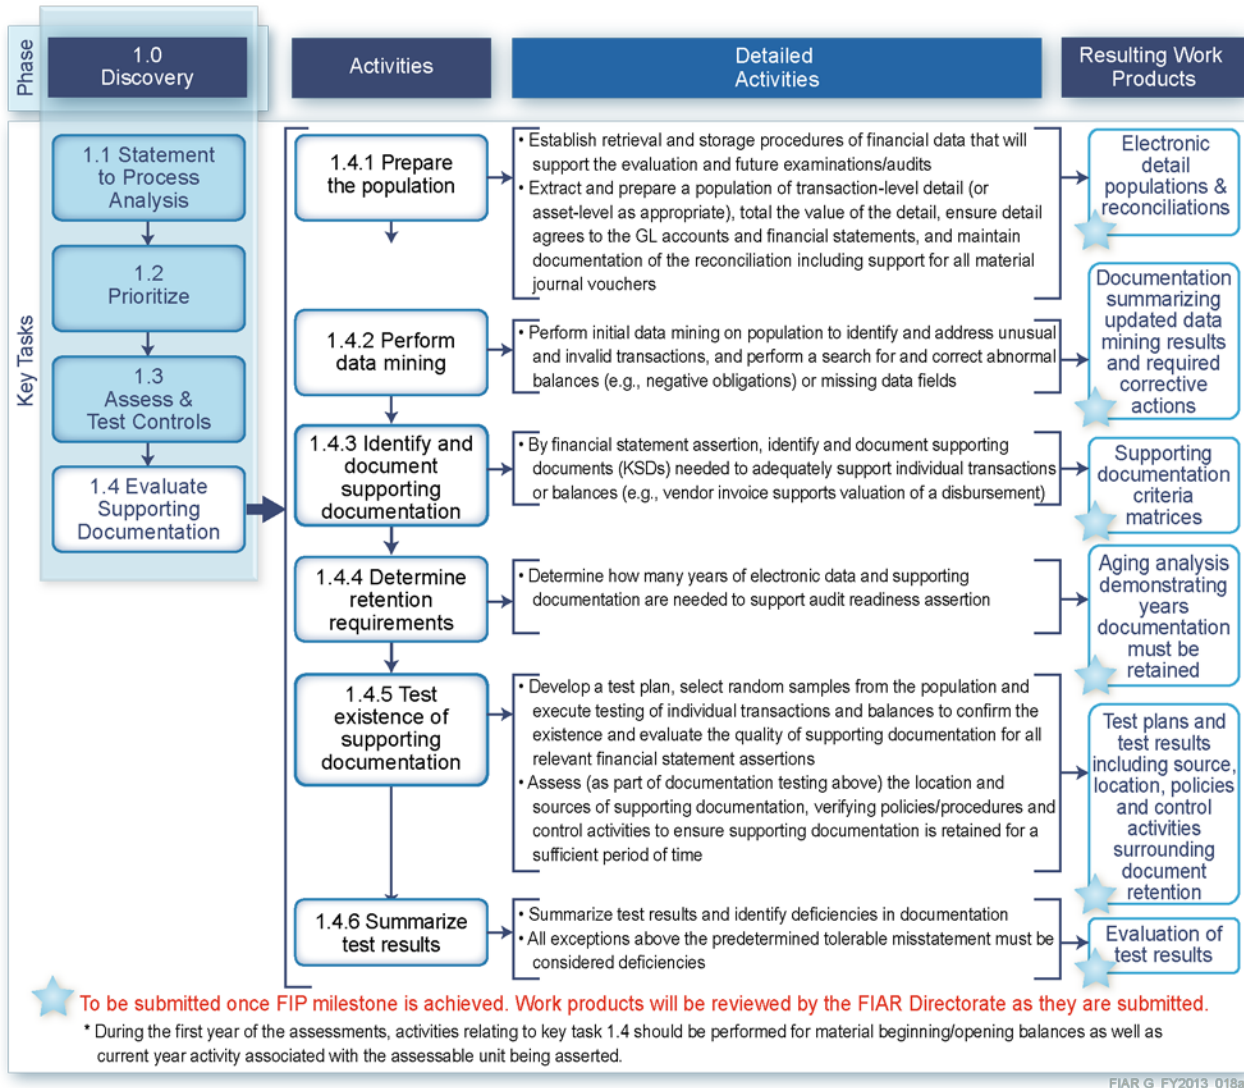 Phase
1.0
Discovery
Activities
Detailed
Activities
Resulting Work
Products
Key Tasks
1.1 Statement
to Process
Analysis
1.2
Prioritize
1.3
Assess &
Test Controls
1.4 Evaluate
Supporting
Documentation
1.4.1 Prepare
the population
• Establish retrieval and storage procedures of financial data that will
support the evaluation and future examinations/audits
• Extract and prepare a population of transaction-level detail (or
asset-level as appropriate), total the value of the detail, ensure detail
agrees to the GL accounts and financial statements, and maintain
documentation of the reconciliation including support for all material
journal vouchers
Electronic
detail
populations &
reconciliations
1.4.2 Perform
data mining
• Perform initial data mining on population to identify and address unusual
and invalid transactions, and perform a search for and correct abnormal
balances (e.g., negative obligations) or missing data fields
Documentation
summarizing
updated data
mining results
and required
corrective
actions
1.4.3 Identify and
document
supporting
documentation
• By financial statement assertion, identify and document supporting
documents (KSDs) needed to adequately support individual transactions
or balances (e.g., vendor invoice supports valuation of a disbursement)
Supporting
documentation
criteria
matrices
1.4.4 Determine
retention
requirements
• Determine how many years of electronic data and supporting
documentation are needed to support audit readiness assertion
Aging analysis
demonstrating
years
documentation
must be
retained
1.4.5 Test
existence of
supporting
documentation
• Develop a test plan, select random samples from the population and
execute testing of individual transactions and balances to confirm the
existence and evaluate the quality of supporting documentation for all
relevant financial statement assertions
• Assess (as part of documentation testing above) the location and
sources of supporting documentation, verifying policies/procedures and
control activities to ensure supporting documentation is retained for a
sufficient period of time
Test plans and
test results
including source,
location, policies
and control
activities
surrounding
document
retention
1.4.6 Summarize
test results
• Summarize test results and identify deficiencies in documentation
• All exceptions above the predetermined tolerable misstatement must be
considered deficiencies
Evaluation of
test results
To be submitted once FIP milestone is achieved. Work products will be reviewed by the FIAR Directorate as they are submitted.
* During the first year of the assessments, activities relating to key task 1.4 should be performed for material beginning/opening balances as well as
current year activity associated with the assessable unit being asserted.
FIAR G_FY2013_018a